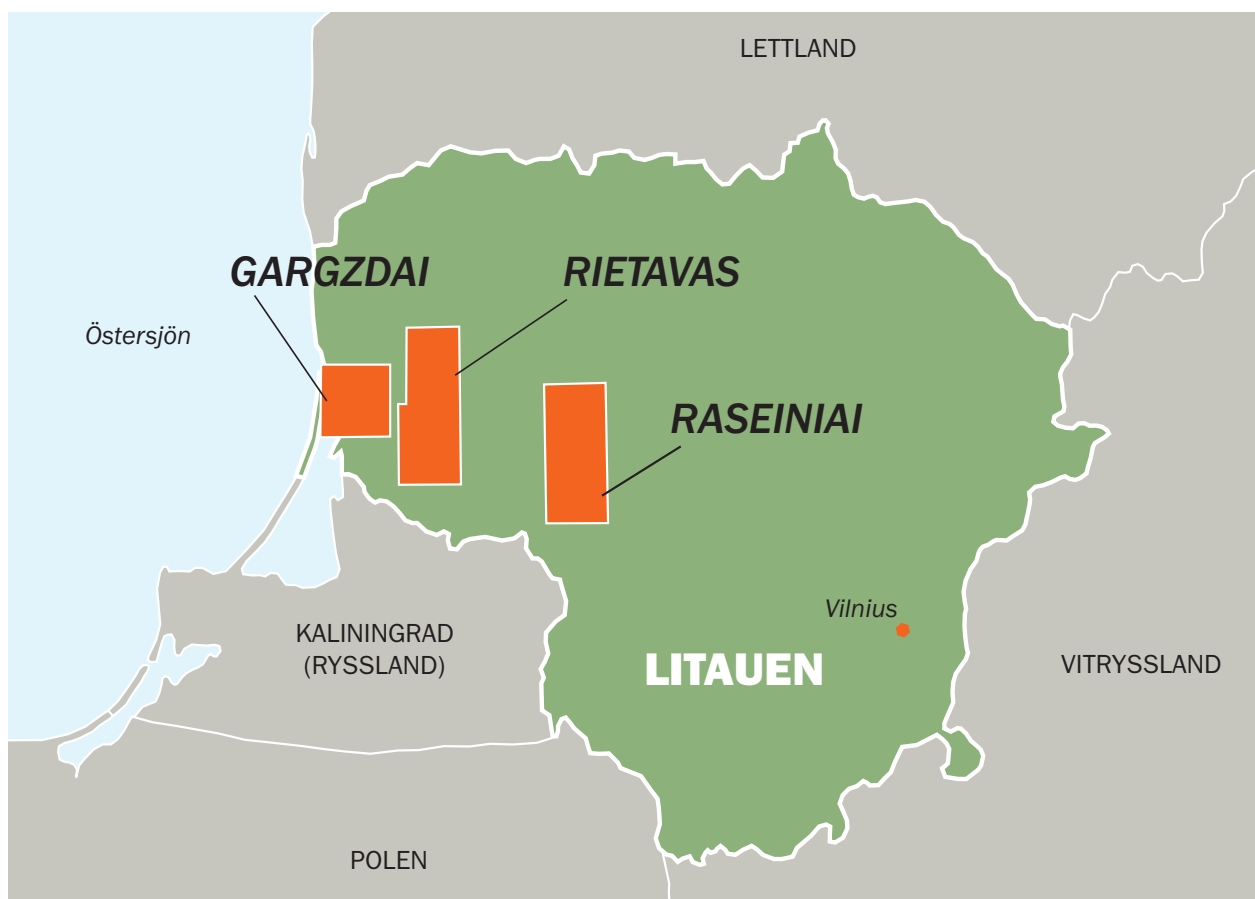 LETTLAND
GARGZDAI
RIETAVAS
Östersjön
RASEINIAI
Vilnius
KALININGRAD
(RYSSLAND)
LITAUEN
VITRYSSLAND
POLEN